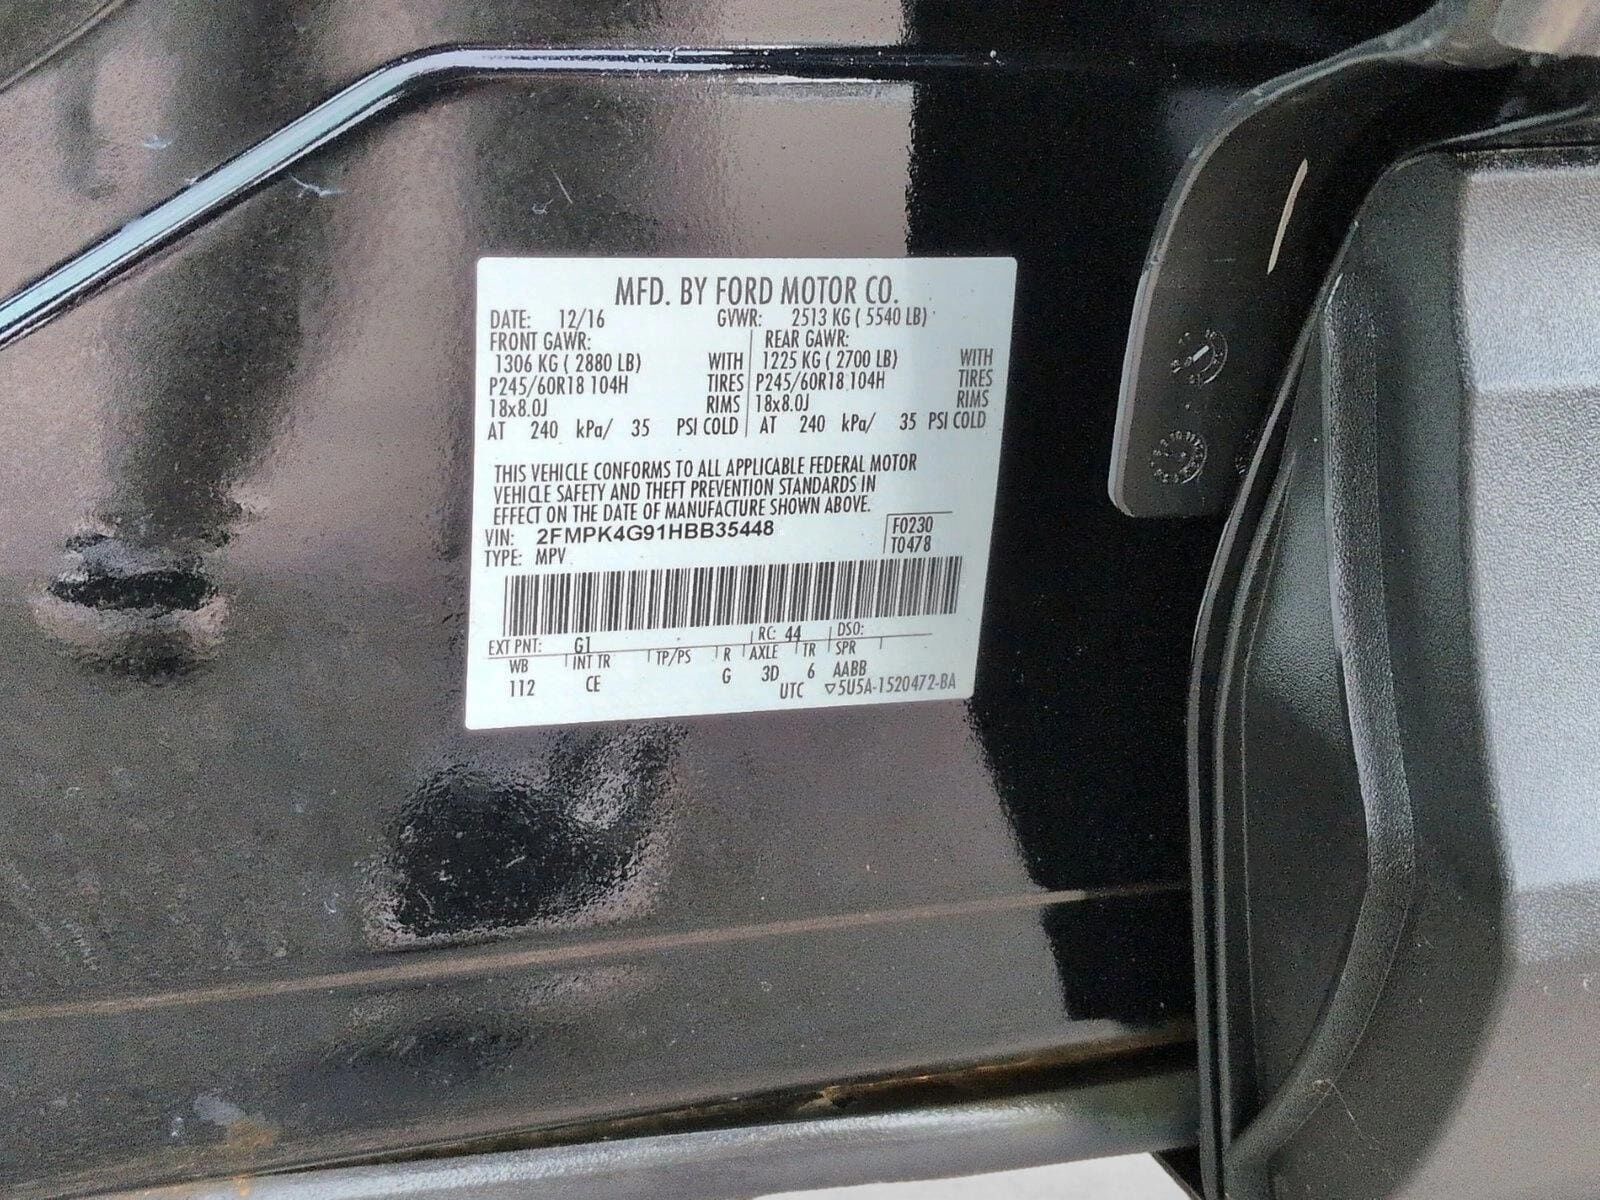 MFD. BY FORD MOTOR CO.
DATE: 12/16 GVWR: 2513 KG ( 5540 LB)
FRONT GAWR: REAR GAWR:
1306 KG ( 2880 LB) WITH 1225 KG ( 2700 LB) WITH
P245/60R18 104H TIRES P245/60R18 104H TIRES
18x8.0J RIMS 18x8.0J RIMS
AT 240 kPa/ 35 PSI COLD AT 240 kPa/ 35 PSI COLD
THIS VEHICLE CONFORMS TO ALL APPLICABLE FEDERAL MOTOR
VEHICLE SAFETY AND THEFT PREVENTION STANDARDS IN
EFFECT ON THE DATE OF MANUFACTURE SHOWN ABOVE.
VIN: 2FMPK4G91HBB35448 F0230
TYPE: MPV T0478
EXT PNT: G1 RC: 44 DSO:
WB INT TR TP/PS R AXLE TR SPR
112 CE G 3D 6 AABB
UTC ▽5U5A-1520472-BA